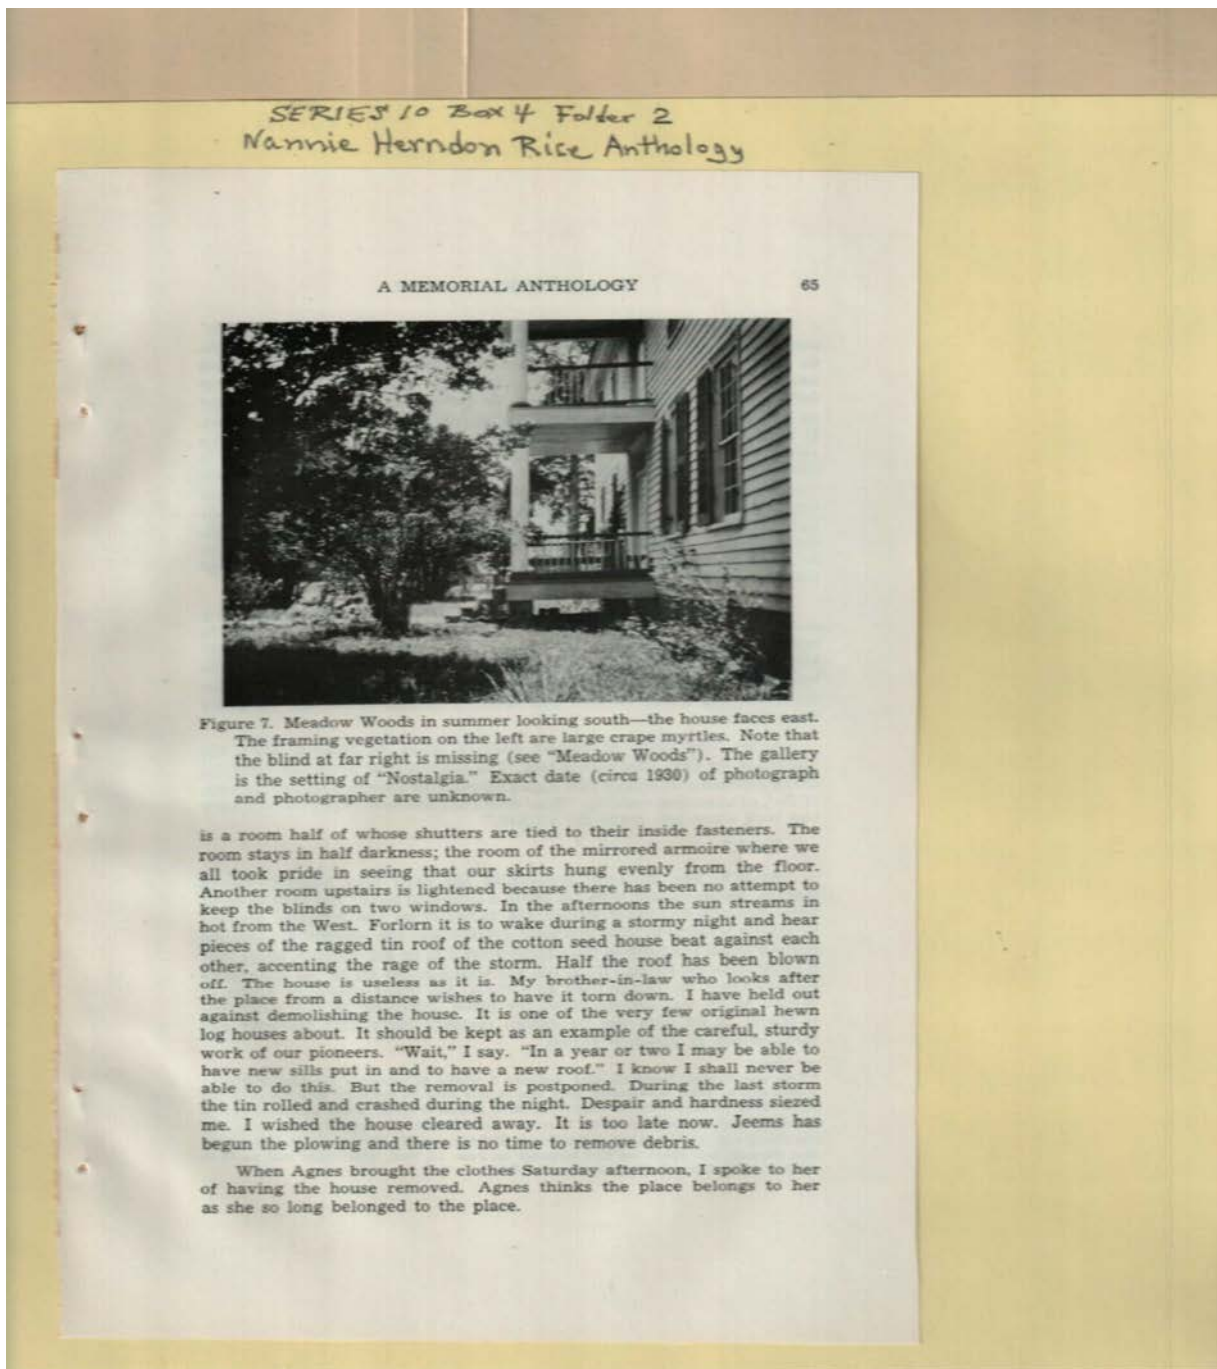 SERIES 10 Box 4 Folder 2
Nannie Herndon Rice Anthology
A MEMORIAL ANTHOLOGY 65
Figure 7. Meadow Woods in summer looking south—the house faces east.
The framing vegetation on the left are large crape myrtles. Note that
the blind at far right is missing (see "Meadow Woods"). The gallery
is the setting of "Nostalgia." Exact date (circa 1930) of photograph
and photographer are unknown.
is a room half of whose shutters are tied to their inside fasteners. The
room stays in half darkness; the room of the mirrored armoire where we
all took pride in seeing that our skirts hung evenly from the floor.
Another room upstairs is lightened because there has been no attempt to
keep the blinds on two windows. In the afternoons the sun streams in
hot from the West. Forlorn it is to wake during a stormy night and hear
pieces of the ragged tin roof of the cotton seed house beat against each
other, accenting the rage of the storm. Half the roof has been blown
off. The house is useless as it is. My brother-in-law who looks after
the place from a distance wishes to have it torn down. I have held out
against demolishing the house. It is one of the very few original hewn
log houses about. It should be kept as an example of the careful, sturdy
work of our pioneers. "Wait," I say. "In a year or two I may be able to
have new sills put in and to have a new roof." I know I shall never be
able to do this. But the removal is postponed. During the last storm
the tin rolled and crashed during the night. Despair and hardness siezed
me. I wished the house cleared away. It is too late now. Jeems has
begun the plowing and there is no time to remove debris.
When Agnes brought the clothes Saturday afternoon, I spoke to her
of having the house removed. Agnes thinks the place belongs to her
as she so long belonged to the place.